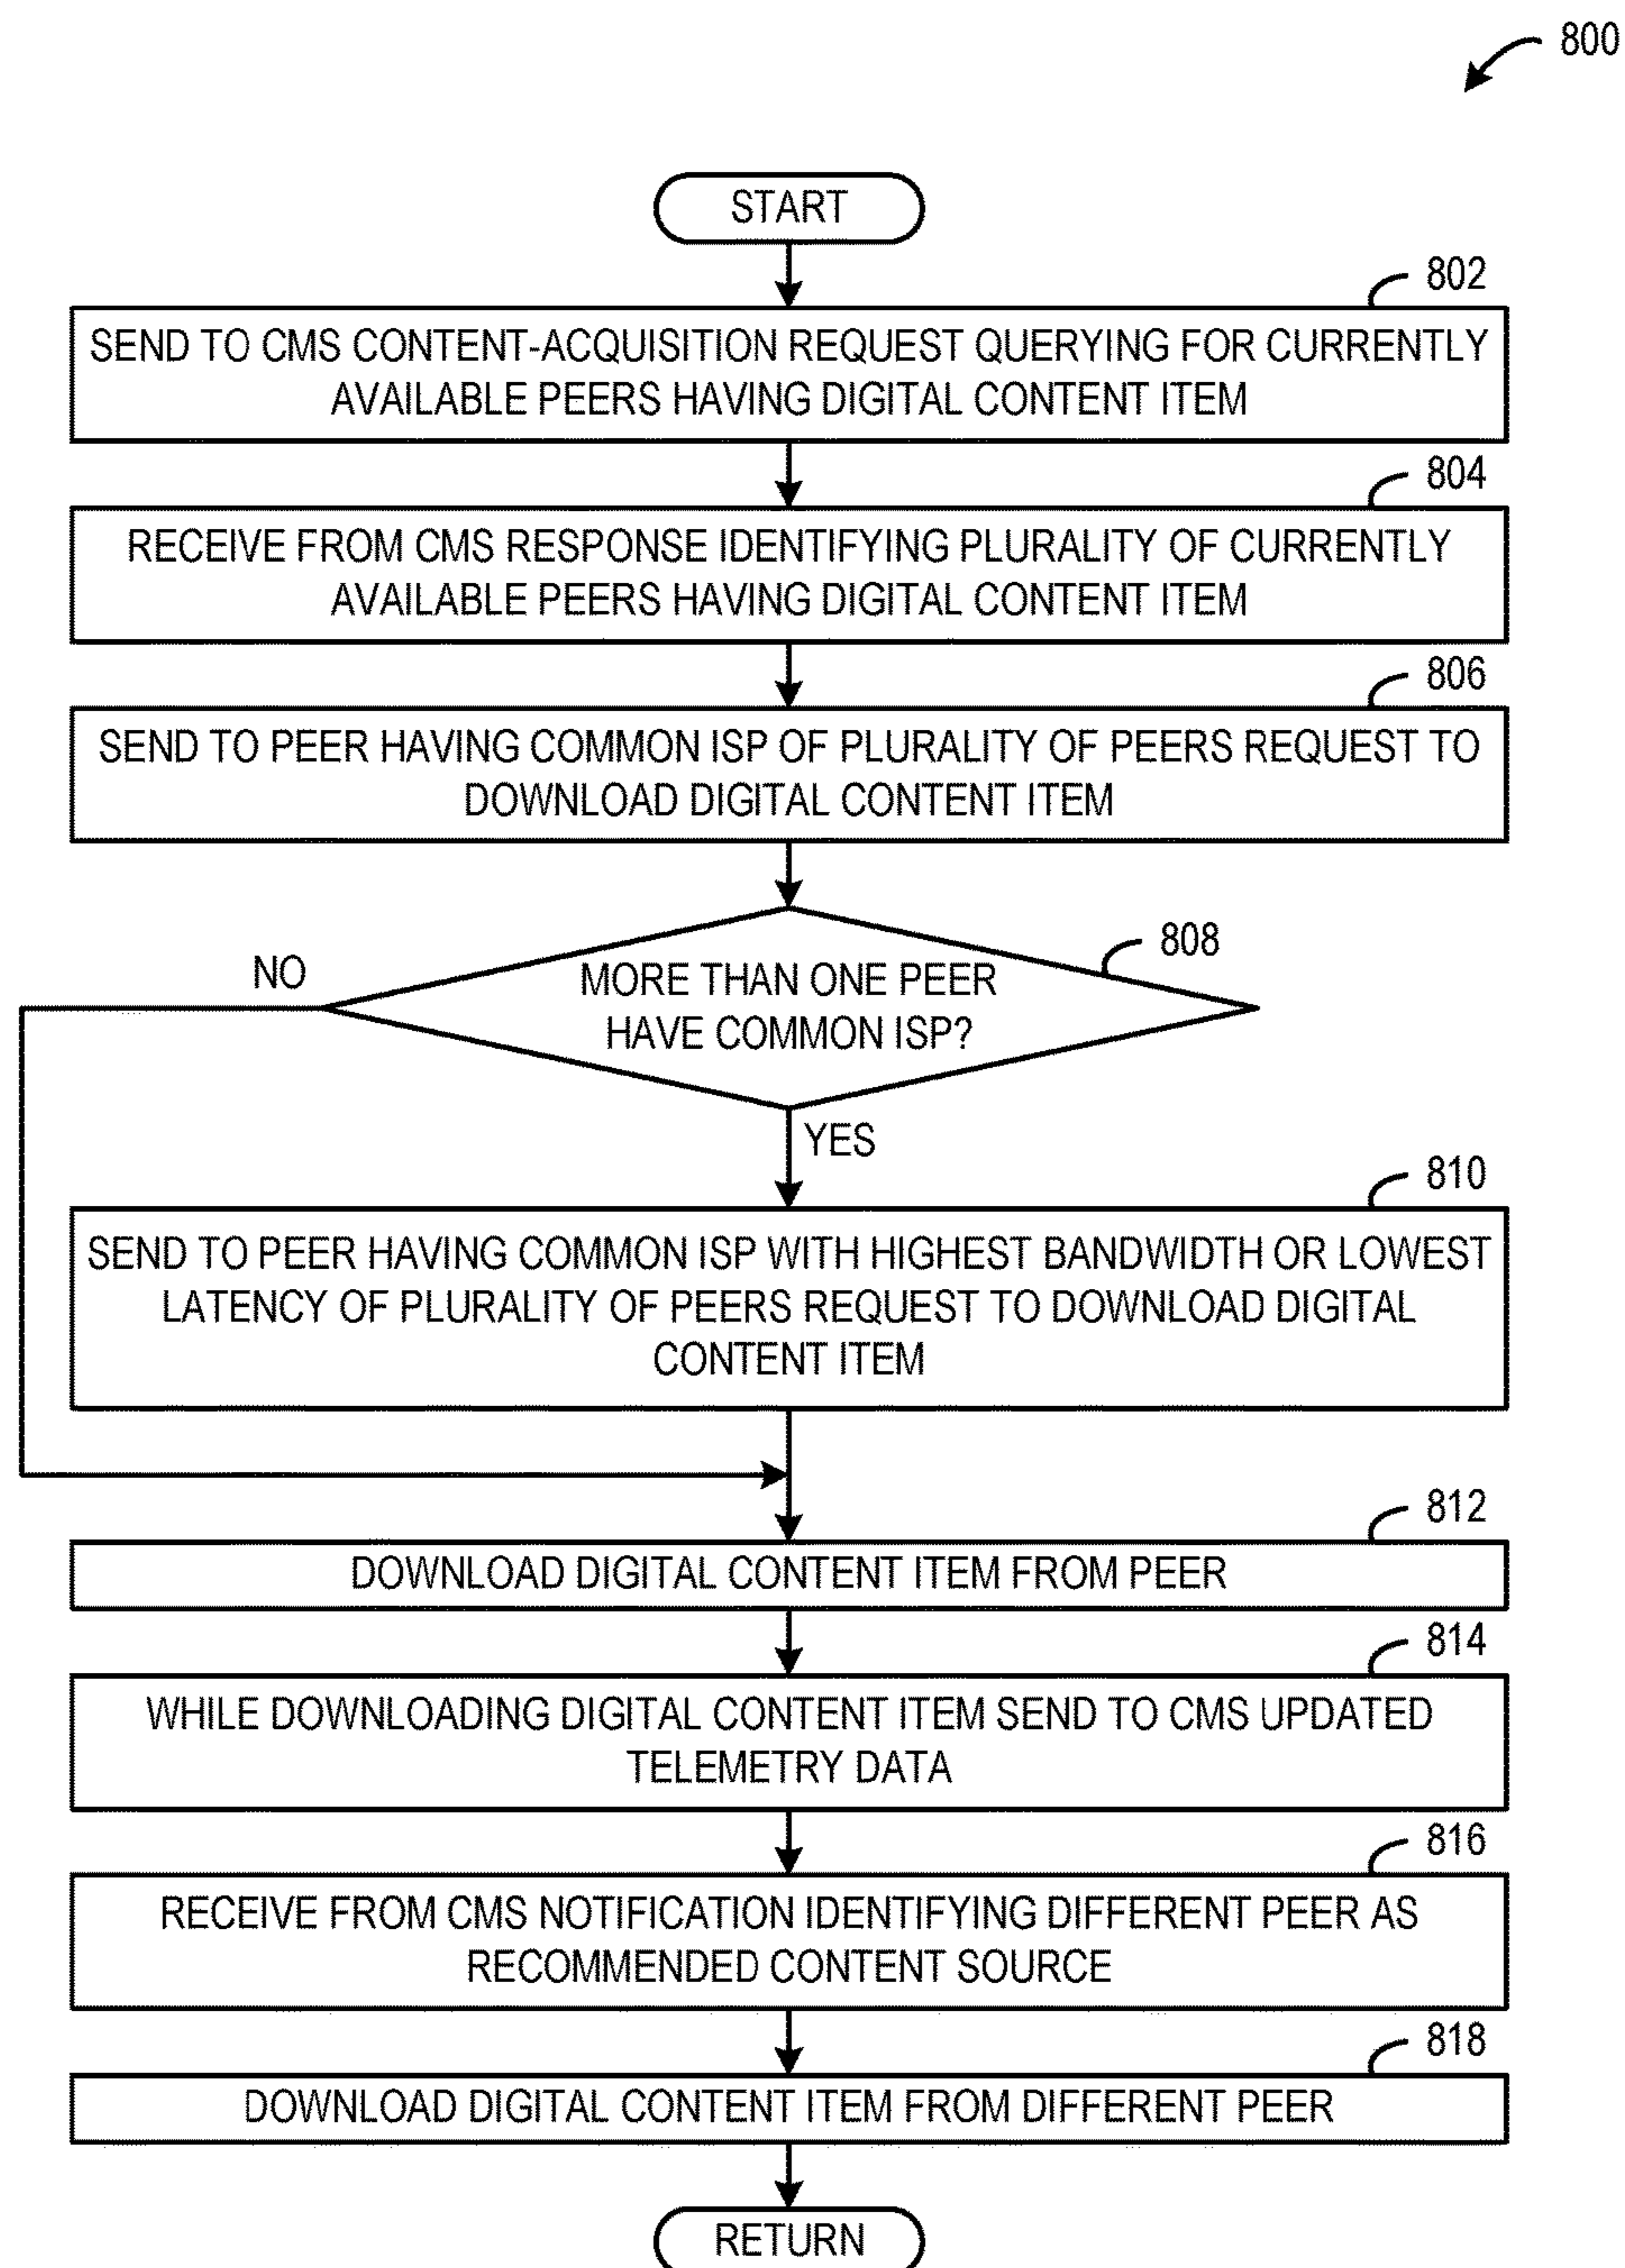 800
START
802
SEND TO CMS CONTENT-ACQUISITION REQUEST QUERYING FOR CURRENTLY
AVAILABLE PEERS HAVING DIGITAL CONTENT ITEM
804
RECEIVE FROM CMS RESPONSE IDENTIFYING PLURALITY OF CURRENTLY
AVAILABLE PEERS HAVING DIGITAL CONTENT ITEM
806
SEND TO PEER HAVING COMMON ISP OF PLURALITY OF PEERS REQUEST TO
DOWNLOAD DIGITAL CONTENT ITEM
808
NO
MORE THAN ONE PEER
HAVE COMMON ISP?
YES
810
SEND TO PEER HAVING COMMON ISP WITH HIGHEST BANDWIDTH OR LOWEST
LATENCY OF PLURALITY OF PEERS REQUEST TO DOWNLOAD DIGITAL
CONTENT ITEM
812
DOWNLOAD DIGITAL CONTENT ITEM FROM PEER
814
WHILE DOWNLOADING DIGITAL CONTENT ITEM SEND TO CMS UPDATED
TELEMETRY DATA
816
RECEIVE FROM CMS NOTIFICATION IDENTIFYING DIFFERENT PEER AS
RECOMMENDED CONTENT SOURCE
818
DOWNLOAD DIGITAL CONTENT ITEM FROM DIFFERENT PEER
RETURN